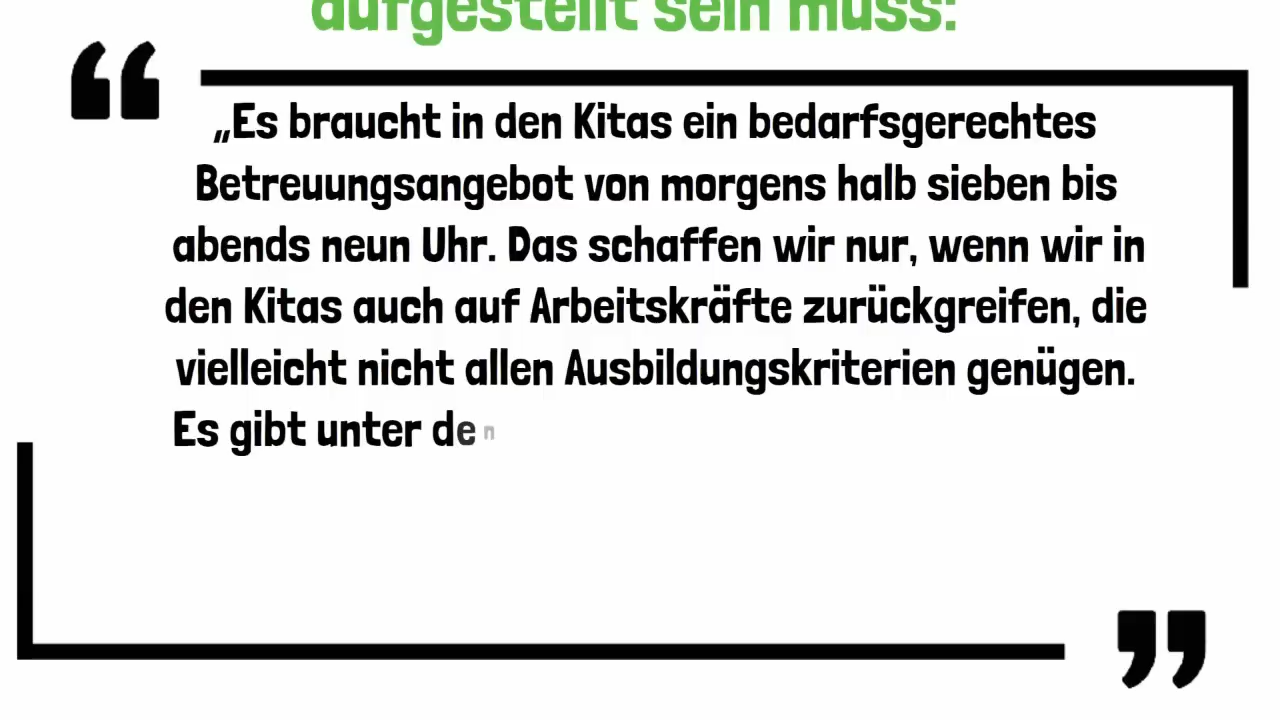 aufgestellt sein muss:
„Es braucht in den Kitas ein bedarfsgerechtes
Betreuungsangebot von morgens halb sieben bis
abends neun Uhr. Das schaffen wir nur, wenn wir in
den Kitas auch auf Arbeitskräfte zurückgreifen, die
vielleicht nicht allen Ausbildungskriterien genügen.
Es gibt unter den